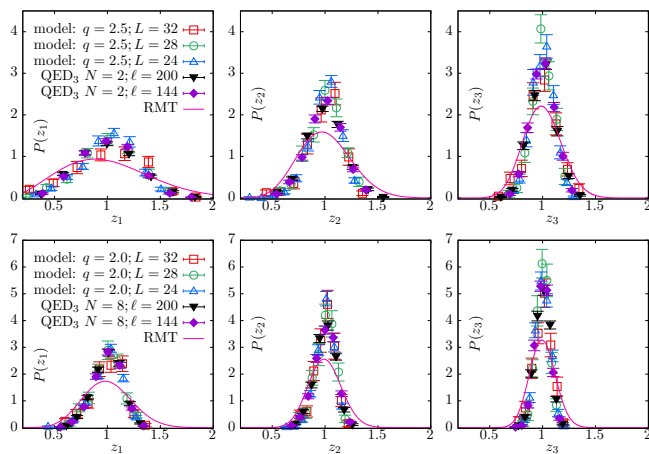 P(z₁)
model: q = 2.5; L = 32
model: q = 2.5; L = 28
model: q = 2.5; L = 24
QED₃ N = 2; ℓ = 200
QED₃ N = 2; ℓ = 144
RMT
0 1 2 3 4
0.5 1 1.5 2
z₁
P(z₂)
0 1 2 3 4
0.5 1 1.5 2
z₂
P(z₃)
0 1 2 3 4
0.5 1 1.5 2
z₃
P(z₁)
model: q = 2.0; L = 32
model: q = 2.0; L = 28
model: q = 2.0; L = 24
QED₃ N = 8; ℓ = 200
QED₃ N = 8; ℓ = 144
RMT
0 1 2 3 4 5 6 7
0.5 1 1.5 2
z₁
P(z₂)
0 1 2 3 4 5 6 7
0.5 1 1.5 2
z₂
P(z₃)
0 1 2 3 4 5 6 7
0.5 1 1.5 2
z₃